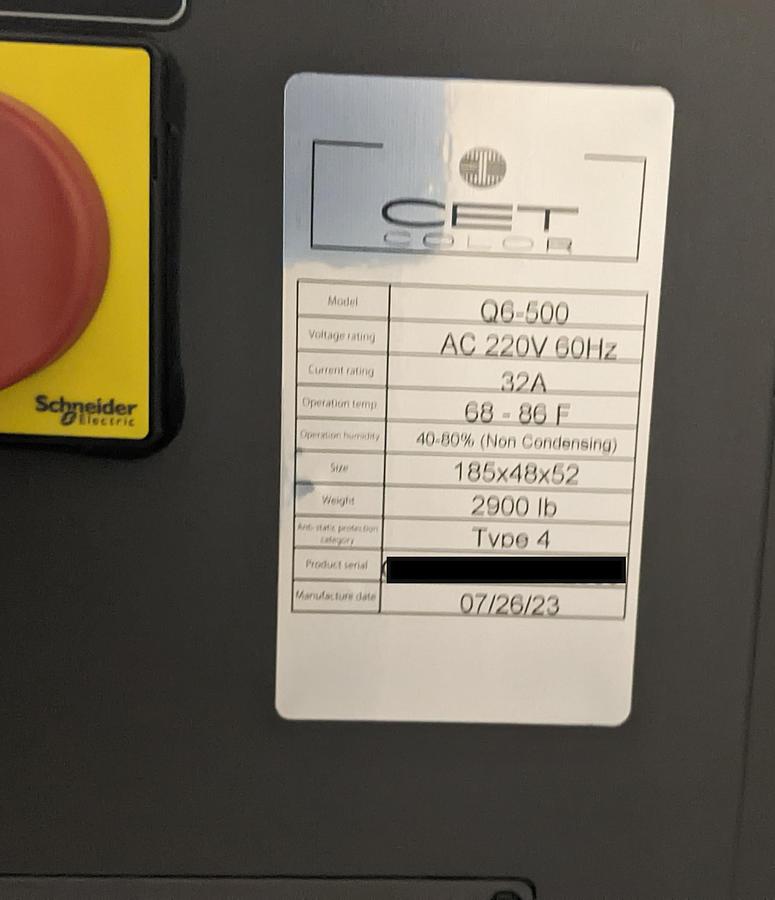 CET
COLOR
Model Q6-500
Voltage rating AC 220V 60Hz
Current rating 32A
Operation temp 68 - 86 F
Operation humidity 40-80% (Non Condensing)
Size 185x48x52
Weight 2900 lb
Anti-static protection
category Type 4
Product serial
Manufacture date 07/26/23
Schneider
Electric